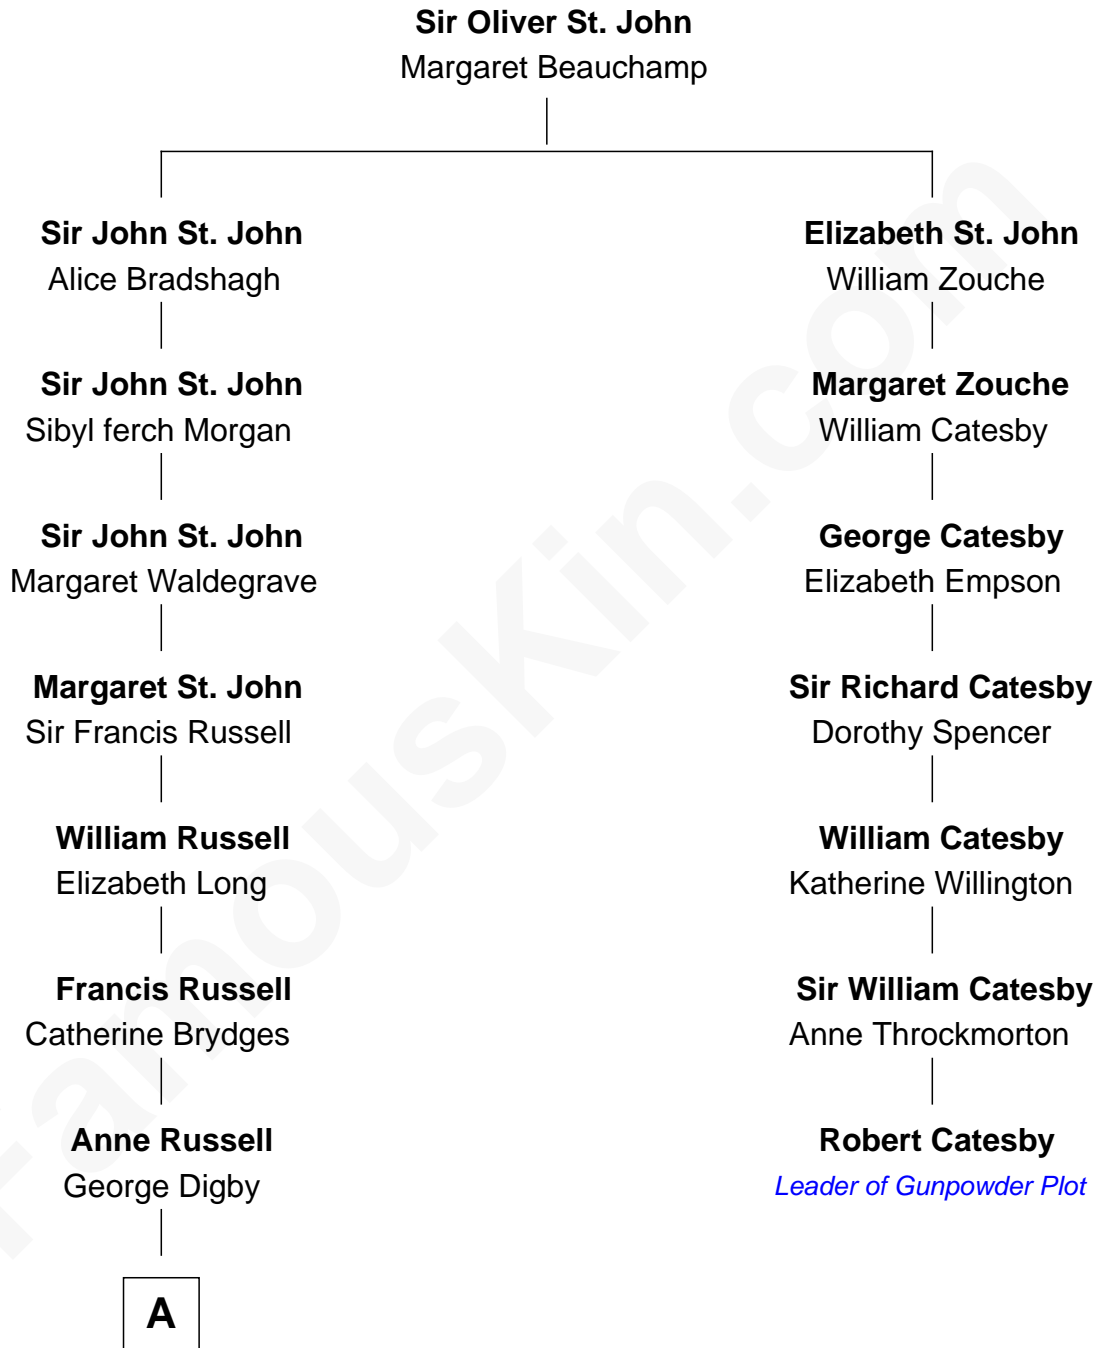 Sir Oliver St. John
Margaret Beauchamp
Sir John St. John
Alice Bradshagh
Elizabeth St. John
William Zouche
Sir John St. John
Sibyl ferch Morgan
Margaret Zouche
William Catesby
Sir John St. John
Margaret Waldegrave
George Catesby
Elizabeth Empson
Margaret St. John
Sir Francis Russell
Sir Richard Catesby
Dorothy Spencer
William Russell
Elizabeth Long
William Catesby
Katherine Willington
Francis Russell
Catherine Brydges
Sir William Catesby
Anne Throckmorton
Anne Russell
George Digby
Robert Catesby
Leader of Gunpowder Plot
A
FamousKin.com